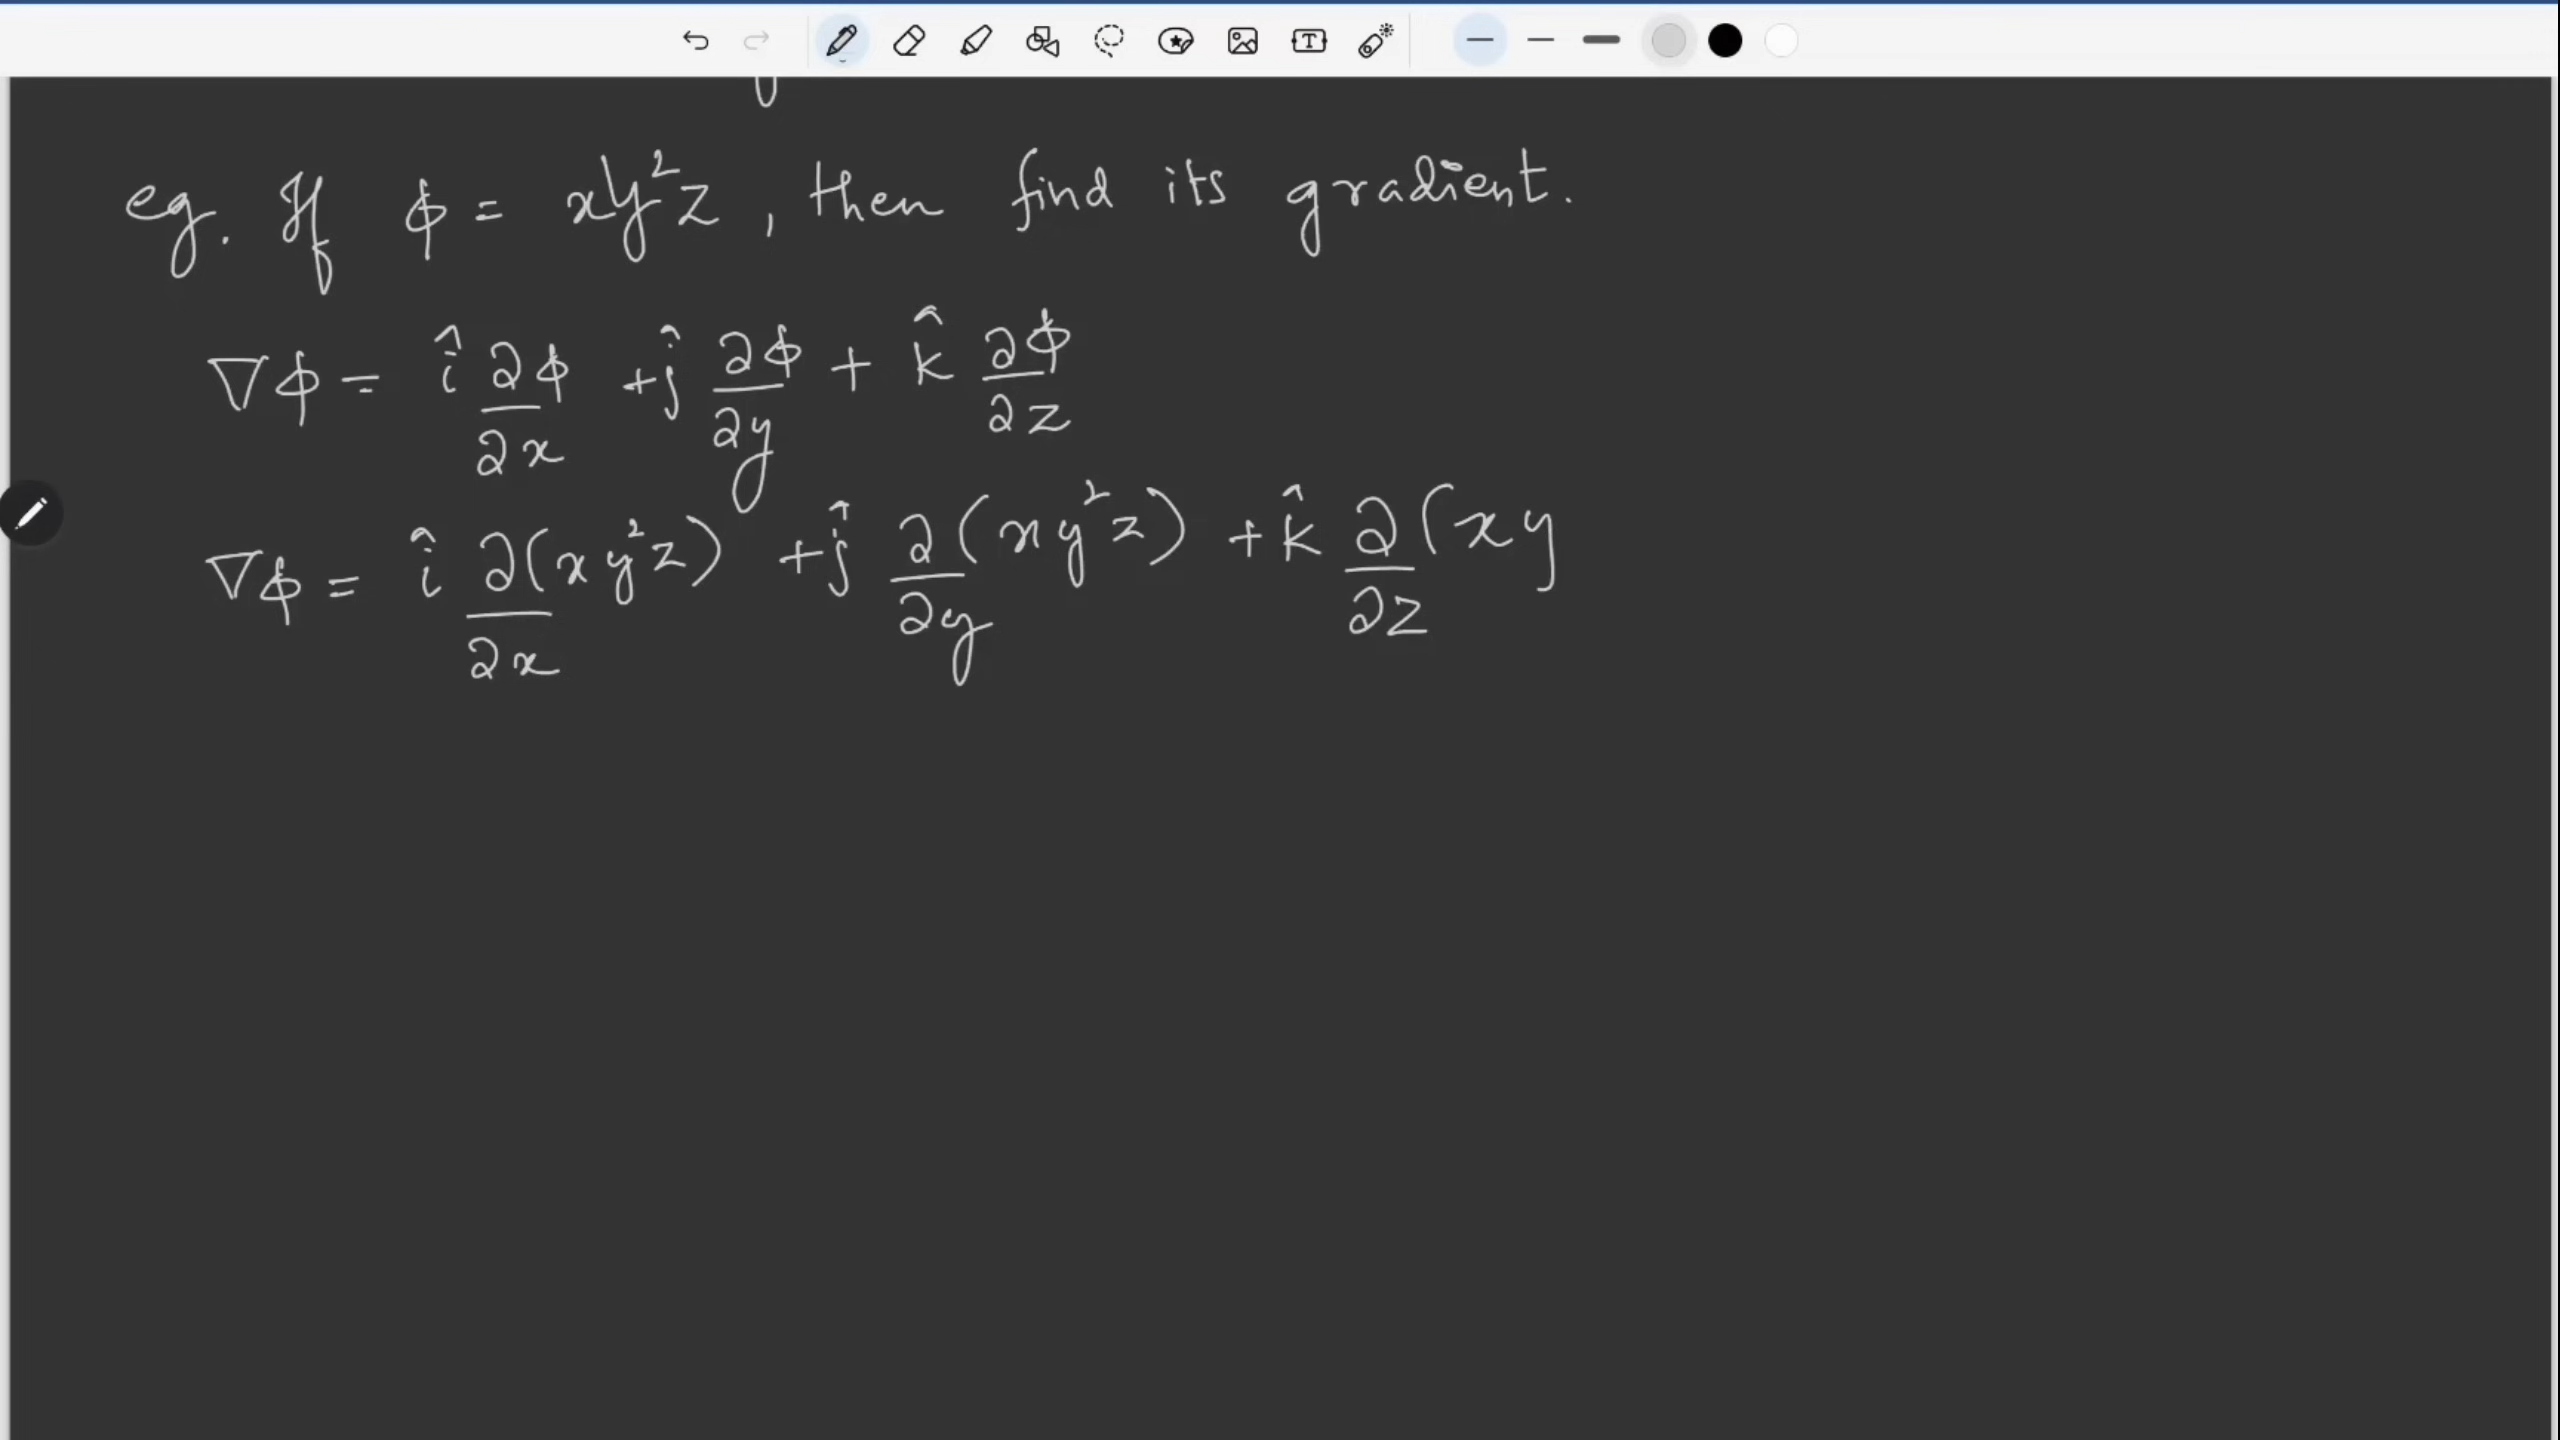 eg. If ϕ = xy²z, then find its gradient.
∇ϕ = î ∂ϕ/∂x + ĵ ∂ϕ/∂y + k̂ ∂ϕ/∂z
∇ϕ = î ∂(xy²z)/∂x + ĵ ∂(xy²z)/∂y + k̂ ∂(xy/∂z